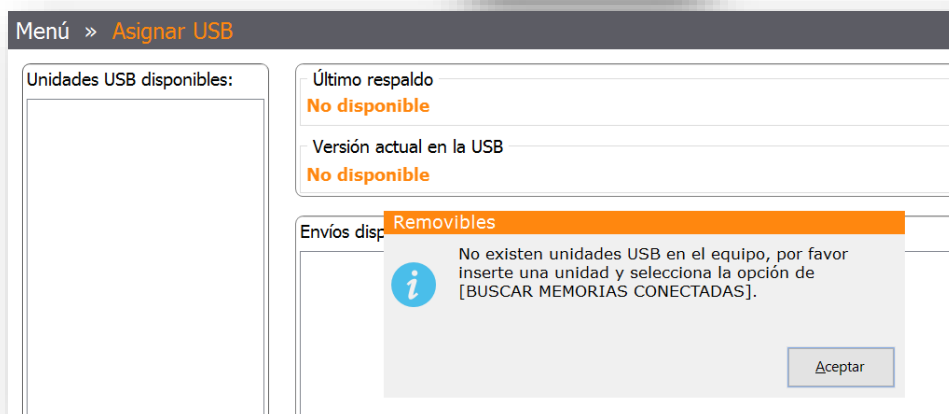 Menú » Asignar USB
Unidades USB disponibles:
Último respaldo
No disponible
Versión actual en la USB
No disponible
Envíos disp
Removibles
No existen unidades USB en el equipo, por favor
inserte una unidad y selecciona la opción de
[BUSCAR MEMORIAS CONECTADAS].
Aceptar